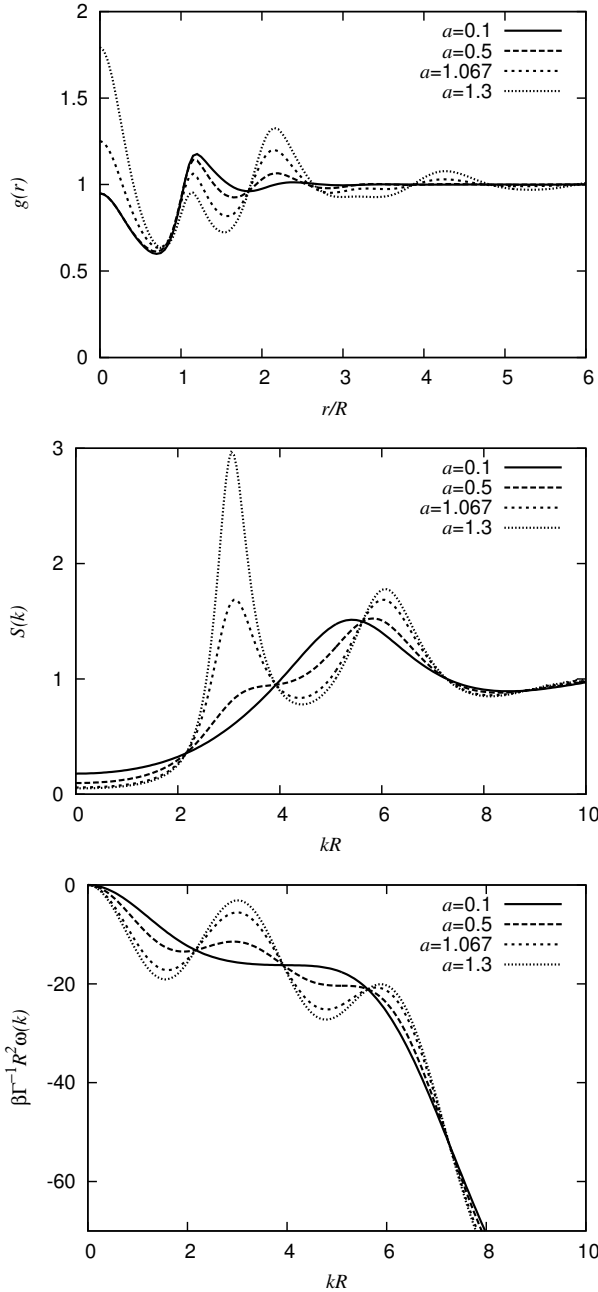 2
1.5
1
0.5
0
g(r)
a=0.1
a=0.5
a=1.067
a=1.3
0 1 2 3 4 5 6
r/R
3
2
1
0
S(k)
a=0.1
a=0.5
a=1.067
a=1.3
0 2 4 6 8 10
kR
0
-20
-40
-60
βΓ⁻¹R²ω(k)
a=0.1
a=0.5
a=1.067
a=1.3
0 2 4 6 8 10
kR